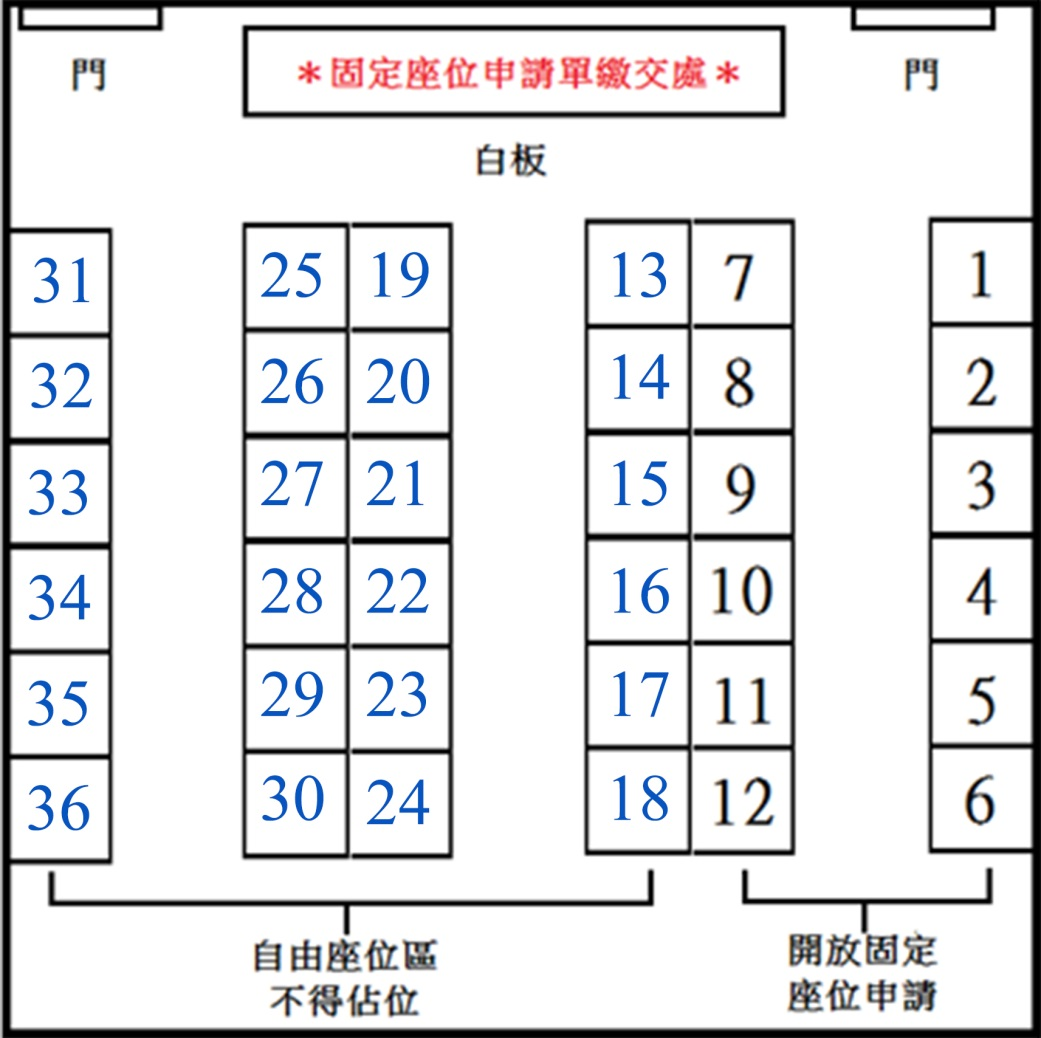 門 *固定座位申請單繳交處* 門
白板
31 25 19 13 7 1
32 26 20 14 8 2
33 27 21 15 9 3
34 28 22 16 10 4
35 29 23 17 11 5
36 30 24 18 12 6
自由座位區
不得佔位
開放固定
座位申請